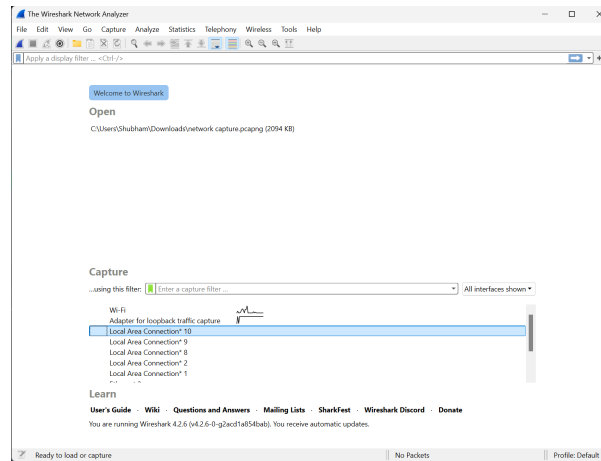 The Wireshark Network Analyzer
File Edit View Go Capture Analyze Statistics Telephony Wireless Tools Help
Apply a display filter ... <Ctrl-/>
Welcome to Wireshark
Open
C:\Users\Shubham\Downloads\network capture.pcapng (2094 KB)
Capture
...using this filter: Enter a capture filter ... All interfaces shown
Wi-Fi
Adapter for loopback traffic capture
Local Area Connection* 10
Local Area Connection* 9
Local Area Connection* 8
Local Area Connection* 2
Local Area Connection* 1
Learn
User's Guide · Wiki · Questions and Answers · Mailing Lists · SharkFest · Wireshark Discord · Donate
You are running Wireshark 4.2.6 (v4.2.6-0-g2acd1a854bab). You receive automatic updates.
Ready to load or capture No Packets Profile: Default